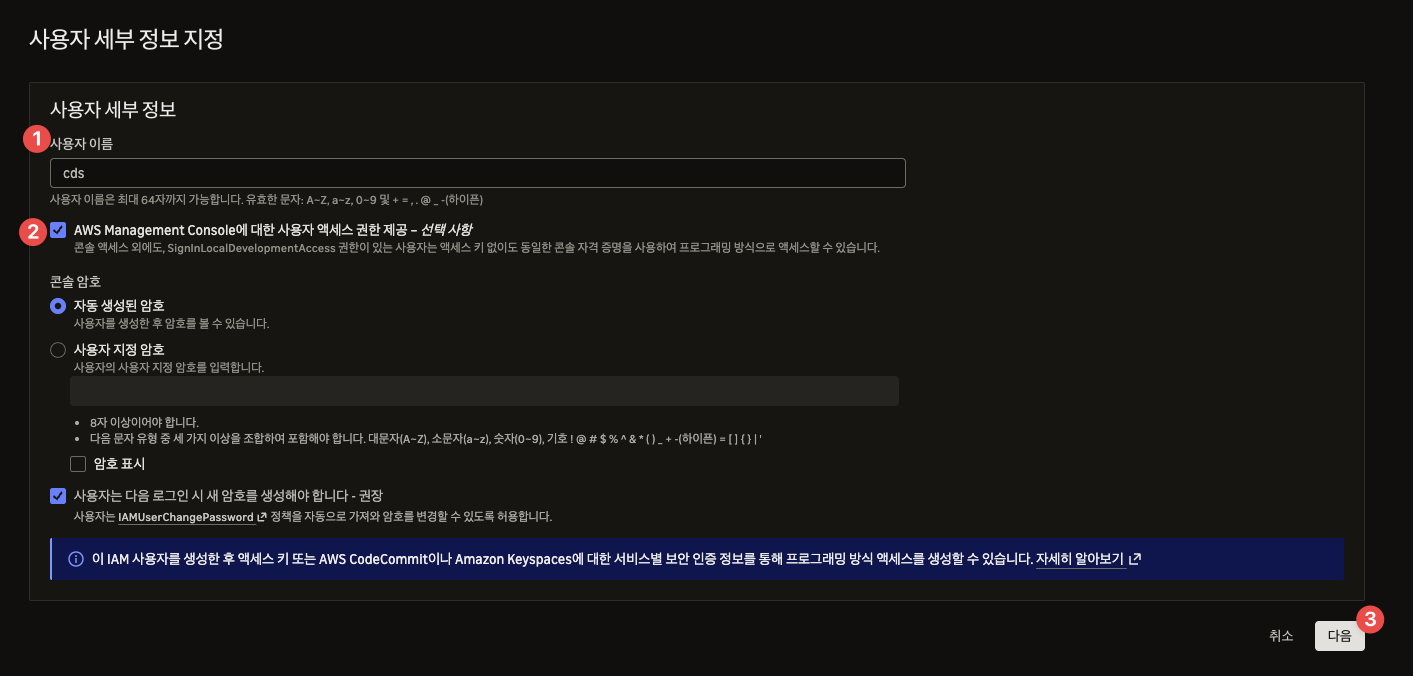 사용자 세부 정보 지정
사용자 세부 정보
1
사용자 이름
cds
사용자 이름은 최대 64자까지 가능합니다. 유효한 문자: A~Z, a~z, 0~9 및 + = , . @ _ -(하이픈)
2
AWS Management Console에 대한 사용자 액세스 권한 제공 – 선택 사항
콘솔 액세스 외에도, SignInLocalDevelopmentAccess 권한이 있는 사용자는 액세스 키 없이도 동일한 콘솔 자격 증명을 사용하여 프로그래밍 방식으로 액세스할 수 있습니다.
콘솔 암호
자동 생성된 암호
사용자를 생성한 후 암호를 볼 수 있습니다.
사용자 지정 암호
사용자의 사용자 지정 암호를 입력합니다.
• 8자 이상이어야 합니다.
• 다음 문자 유형 중 세 가지 이상을 조합하여 포함해야 합니다. 대문자(A~Z), 소문자(a~z), 숫자(0~9), 기호 ! @ # $ % ^ & * ( ) _ + -(하이픈) = [ ] { } | '
암호 표시
사용자는 다음 로그인 시 새 암호를 생성해야 합니다 - 권장
사용자는 IAMUserChangePassword 정책을 자동으로 가져와 암호를 변경할 수 있도록 허용합니다.
이 IAM 사용자를 생성한 후 액세스 키 또는 AWS CodeCommit이나 Amazon Keyspaces에 대한 서비스별 보안 인증 정보를 통해 프로그래밍 방식 액세스를 생성할 수 있습니다. 자세히 알아보기
3
취소
다음